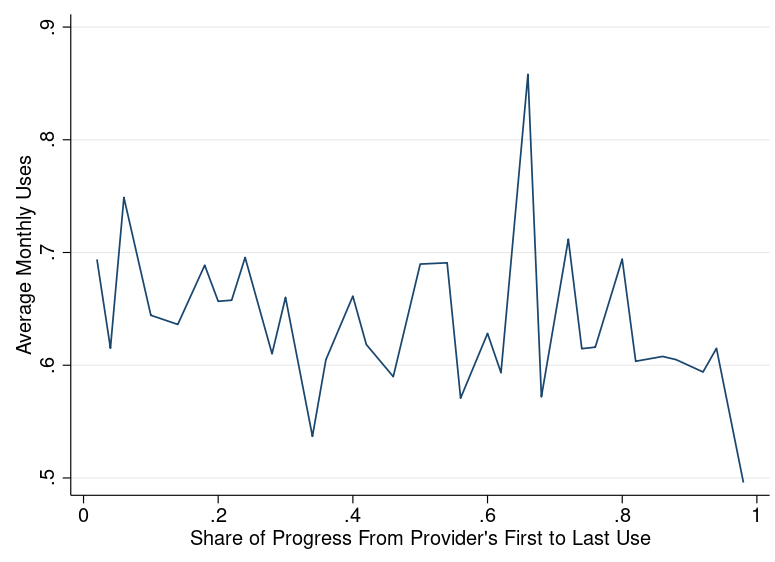 Average Monthly Uses
.9
.8
.7
.6
.5
0 .2 .4 .6 .8 1
Share of Progress From Provider's First to Last Use